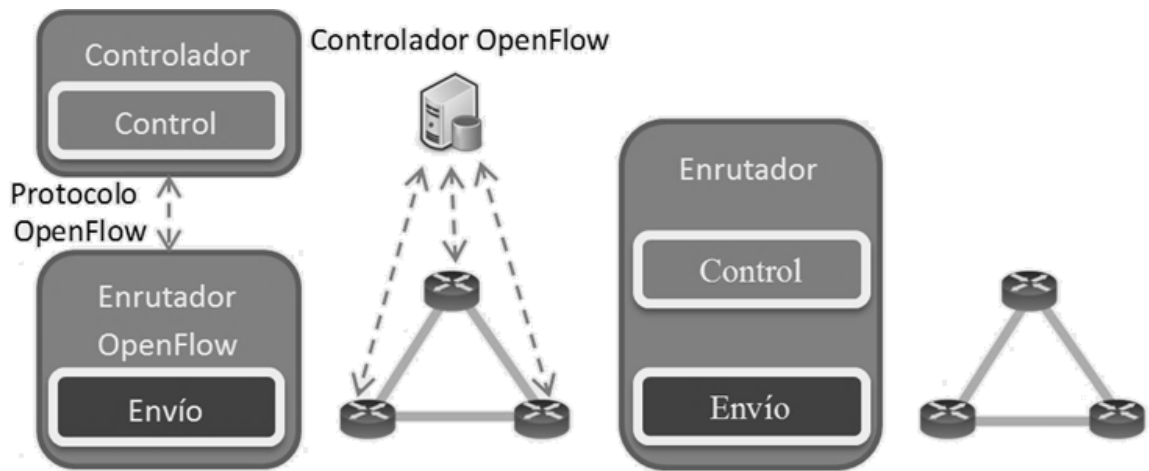 Controlador
Control
Protocolo
OpenFlow
Enrutador
OpenFlow
Envío
Controlador OpenFlow
Enrutador
Control
Envío